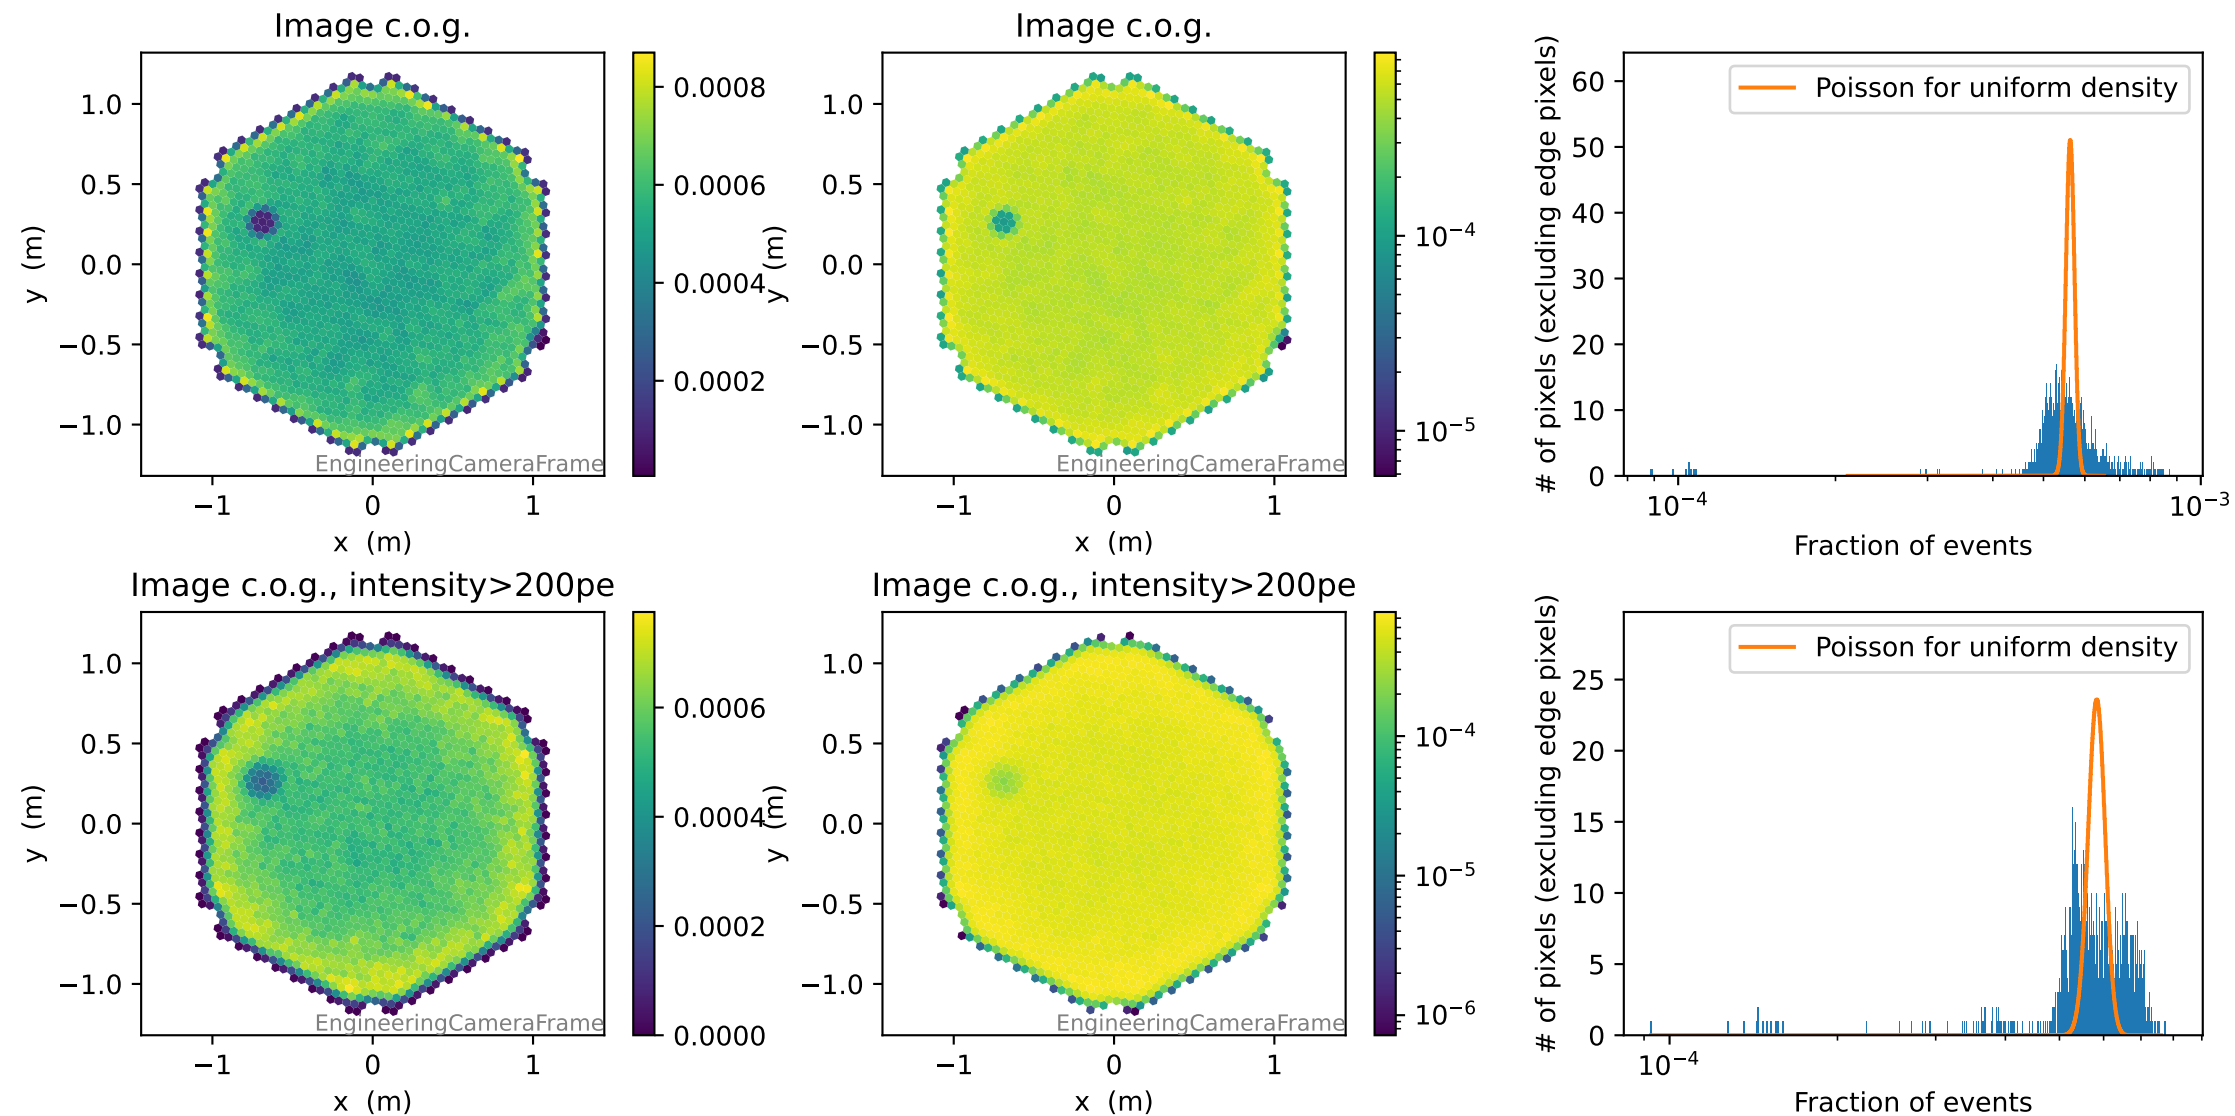 Image c.o.g.
1.0
0.5
0.0
−0.5
−1.0
y (m)
−1
0
1
x (m)
EngineeringCameraFrame
0.0008
0.0006
0.0004
0.0002
Image c.o.g.
1.0
0.5
0.0
−0.5
−1.0
y (m)
−1
0
1
x (m)
EngineeringCameraFrame
10⁻⁴
10⁻⁵
# of pixels (excluding edge pixels)
60
50
40
30
20
10
0
Poisson for uniform density
10⁻⁴
10⁻³
Fraction of events
Image c.o.g., intensity>200pe
1.0
0.5
0.0
−0.5
−1.0
y (m)
−1
0
1
x (m)
EngineeringCameraFrame
0.0006
0.0004
0.0002
0.0000
Image c.o.g., intensity>200pe
1.0
0.5
0.0
−0.5
−1.0
y (m)
−1
0
1
x (m)
EngineeringCameraFrame
10⁻⁴
10⁻⁵
10⁻⁶
# of pixels (excluding edge pixels)
25
20
15
10
5
0
Poisson for uniform density
10⁻⁴
Fraction of events